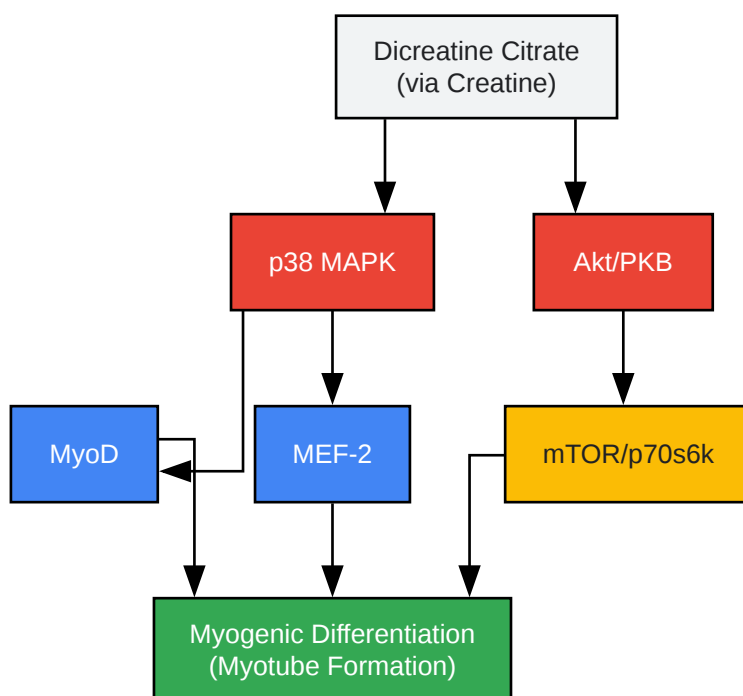 Dicreatine Citrate
(via Creatine)
p38 MAPK
Akt/PKB
MyoD
MEF-2
mTOR/p70s6k
Myogenic Differentiation
(Myotube Formation)